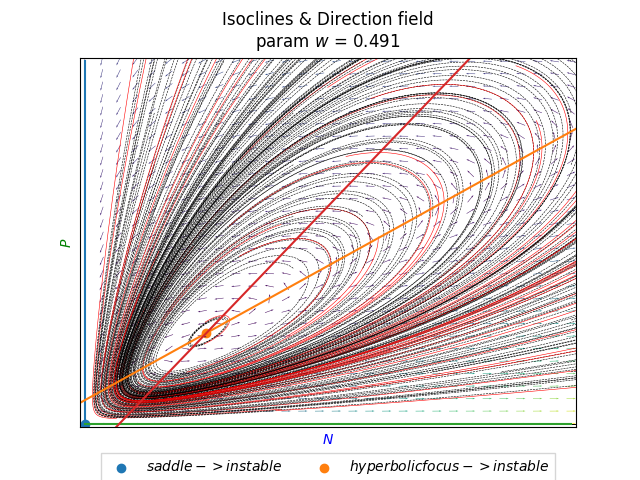 Isoclines & Direction field
param w = 0.491
P
N
saddle − > instable
hyperbolicfocus − > instable